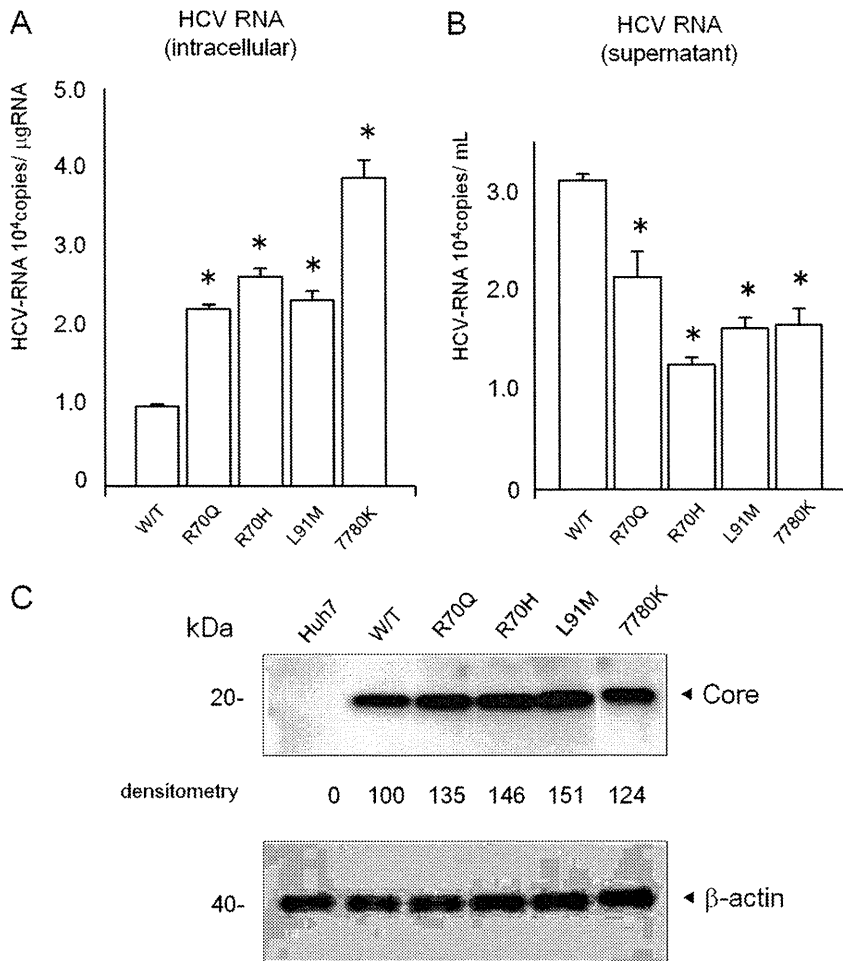 A
HCV RNA
(intracellular)
HCV-RNA 10⁴copies/ μgRNA
5.0
4.0
3.0
2.0
1.0
0
*
*
*
*
W/T
R70Q
R70H
L91M
7780K
B
HCV RNA
(supernatant)
HCV-RNA 10⁴copies/ mL
3.0
2.0
1.0
0
*
*
*
*
W/T
R70Q
R70H
L91M
7780K
C
kDa
Huh7
W/T
R70Q
R70H
L91M
7780K
20-
◄ Core
densitometry 0 100 135 146 151 124
40-
◄ β-actin